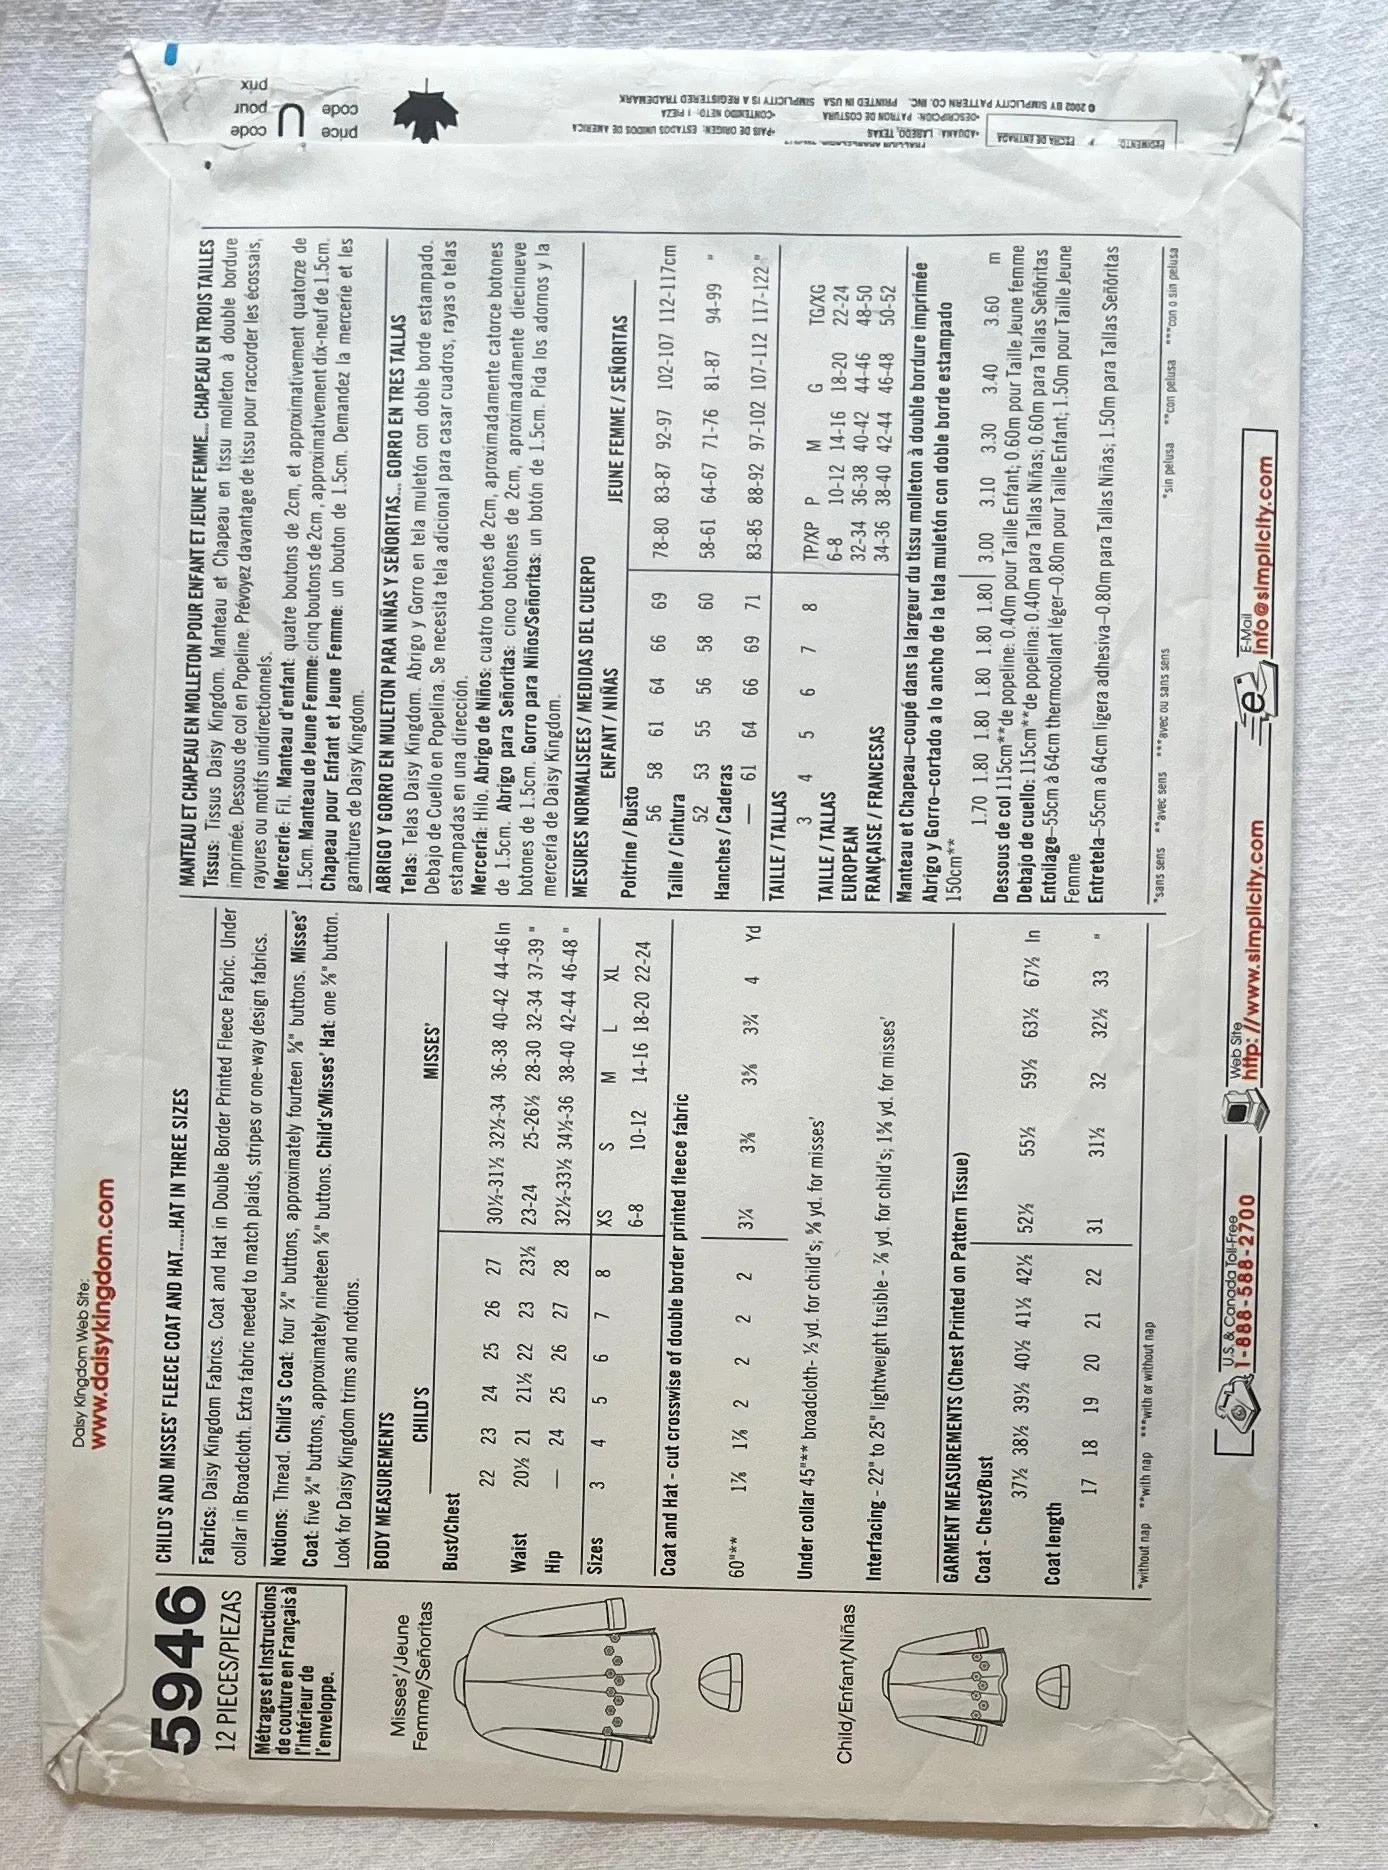 Daisy Kingdom Web Site:
www.daisykingdom.com
5946
12 PIECES/PIEZAS
Métrages et Instructions
de couture en Français à
l'intérieur de
l'enveloppe.
Misses'/Jeune
Femme/Señoritas
Child/Enfant/Niñas
CHILD'S AND MISSES' FLEECE COAT AND HAT.....HAT IN THREE SIZES
Fabrics: Daisy Kingdom Fabrics. Coat and Hat in Double Border Printed Fleece Fabric. Under
collar in Broadcloth. Extra fabric needed to match plaids, stripes or one-way design fabrics.
Notions: Thread. Child's Coat: four ¾" buttons, approximately fourteen ⅝" buttons. Misses'
Coat: five ¾" buttons, approximately nineteen ⅝" buttons. Child's/Misses' Hat: one ⅝" button.
Look for Daisy Kingdom trims and notions.
BODY MEASUREMENTS
CHILD'S MISSES'
Bust/Chest
22 23 24 25 26 27 30½-31½ 32½-34 36-38 40-42 44-46 In
Waist 20½ 21 21½ 22 23 23½ 23-24 25-26½ 28-30 32-34 37-39 "
Hip — 24 25 26 27 28 32½-33½ 34½-36 38-40 42-44 46-48 "
Sizes 3 4 5 6 7 8 XS S M L XL
6-8 10-12 14-16 18-20 22-24
Coat and Hat - cut crosswise of double border printed fleece fabric
60"** 1⅞ 1⅞ 2 2 2 2 3¼ 3⅜ 3⅝ 3¾ 4 Yd
Under collar 45"** broadcloth- ½ yd. for child's; ⅝ yd. for misses'
Interfacing - 22" to 25" lightweight fusible - ⅞ yd. for child's; 1⅝ yd. for misses'
GARMENT MEASUREMENTS (Chest Printed on Pattern Tissue)
Coat - Chest/Bust
37½ 38½ 39½ 40½ 41½ 42½ 52½ 55½ 59½ 63½ 67½ In
Coat length
17 18 19 20 21 22 31 31½ 32 32½ 33 "
*without nap **with nap ***with or without nap
MANTEAU ET CHAPEAU EN MOLLETON POUR ENFANT ET JEUNE FEMME... CHAPEAU EN TROIS TAILLES
Tissus: Tissus Daisy Kingdom. Manteau et Chapeau en tissu molleton à double bordure
imprimée. Dessous de col en Popeline. Prévoyez davantage de tissu pour raccorder les écossais,
rayures ou motifs unidirectionnels.
Mercerie: Fil. Manteau d'enfant: quatre boutons de 2cm, et approximativement quatorze de
1.5cm. Manteau de Jeune Femme: cinq boutons de 2cm, approximativement dix-neuf de 1.5cm.
Chapeau pour Enfant et Jeune Femme: un bouton de 1.5cm. Demandez la mercerie et les
garnitures de Daisy Kingdom.
ABRIGO Y GORRO EN MULETON PARA NIÑAS Y SEÑORITAS... GORRO EN TRES TALLAS
Telas: Telas Daisy Kingdom. Abrigo y Gorro en tela muletón con doble borde estampado.
Debajo de Cuello en Popelina. Se necesita tela adicional para casar cuadros, rayas o telas
estampadas en una dirección.
Mercería: Hilo. Abrigo de Niños: cuatro botones de 2cm, aproximadamente catorce botones
de 1.5cm. Abrigo para Señoritas: cinco botones de 2cm, aproximadamente diecinueve
botones de 1.5cm. Gorro para Niños/Señoritas: un botón de 1.5cm. Pida los adornos y la
mercería de Daisy Kingdom.
MESURES NORMALISEES / MEDIDAS DEL CUERPO
ENFANT / NIÑAS JEUNE FEMME / SEÑORITAS
Poitrine / Busto
56 58 61 64 66 69 78-80 83-87 92-97 102-107 112-117cm
Taille / Cintura
52 53 55 56 58 60 58-61 64-67 71-76 81-87 94-99 "
Hanches / Caderas
— 61 64 66 69 71 83-85 88-92 97-102 107-112 117-122 "
TAILLE / TALLAS
3 4 5 6 7 8 TP/XP P M G TG/XG
TAILLE / TALLAS 6-8 10-12 14-16 18-20 22-24
EUROPEAN 32-34 36-38 40-42 44-46 48-50
FRANÇAISE / FRANCESAS 34-36 38-40 42-44 46-48 50-52
Manteau et Chapeau–coupé dans la largeur du tissu molleton à double bordure imprimée
Abrigo y Gorro–cortado a lo ancho de la tela muletón con doble borde estampado
150cm**
1.70 1.80 1.80 1.80 1.80 1.80 3.00 3.10 3.30 3.40 3.60 m
Dessous de col 115cm**de popeline: 0.40m pour Taille Enfant; 0.60m pour Taille Jeune femme
Debajo de cuello: 115cm**de popelina: 0.40m para Tallas Niñas; 0.60m para Tallas Señõritas
Entoilage–55cm à 64cm thermocollant léger–0.80m pour Taille Enfant; 1.50m pour Taille Jeune
Femme
Entretela–55cm a 64cm ligera adhesiva–0.80m para Tallas Niñas; 1.50m para Tallas Señõritas
*sans sens **avec sens ***avec ou sans sens *sin pelusa **con pelusa ***con o sin pelusa
U.S. & Canada Toll-Free
1-888-588-2700
Web Site
http: //www.simplicity.com
E-Mail
info@simplicity.com
price code
U
code pour prix
PEDIMENTO:
FECHA DE ENTRADA
•ADUANA: LAREDO, TEXAS
•DESCRIPCION: PATRON DE COSTURA
•PAIS DE ORIGEN: ESTADOS UNIDOS DE AMERICA
•CONTENIDO NETO: 1 PIEZA
© 2002 BY SIMPLICITY PATTERN CO. INC. PRINTED IN USA SIMPLICITY IS A REGISTERED TRADEMARK